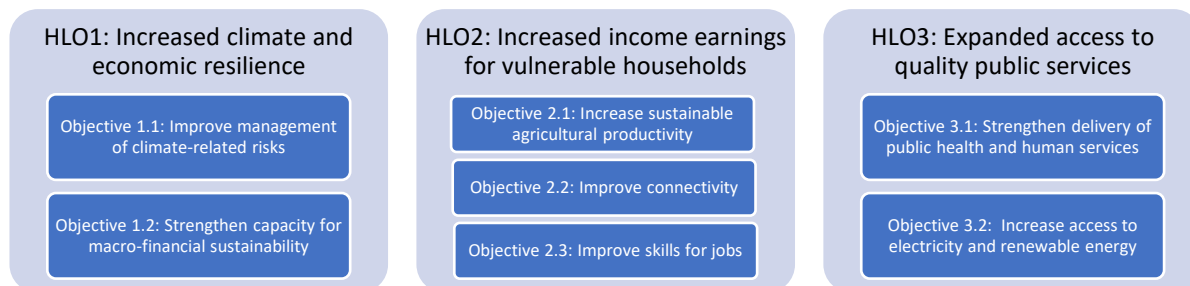 HLO1: Increased climate and
economic resilience
Objective 1.1: Improve management
of climate-related risks
Objective 1.2: Strengthen capacity for
macro-financial sustainability
HLO2: Increased income earnings
for vulnerable households
Objective 2.1: Increase sustainable
agricultural productivity
Objective 2.2: Improve connectivity
Objective 2.3: Improve skills for jobs
HLO3: Expanded access to
quality public services
Objective 3.1: Strengthen delivery of
public health and human services
Objective 3.2:  Increase access to
electricity and renewable energy